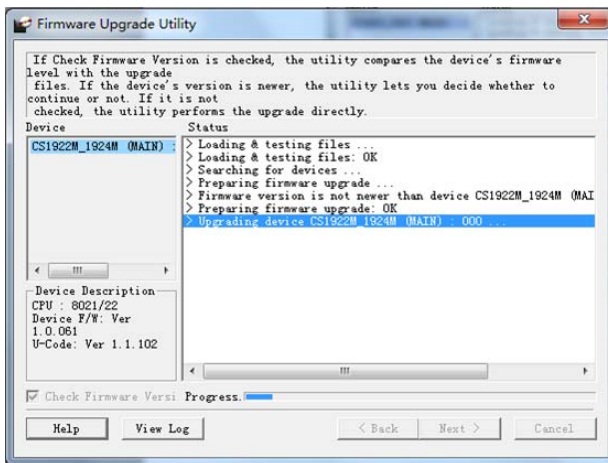 Firmware Upgrade Utility
If Check Firmware Version is checked, the utility compares the device's firmware
level with the upgrade
files. If the device's version is newer, the utility lets you decide whether to
continue or not. If it is not
checked, the utility performs the upgrade directly.
Device
CS1922M_1924M (MAIN) :
Status
> Loading & testing files ...
> Loading & testing files: OK
> Searching for devices ...
> Preparing firmware upgrade ...
> Firmware version is not newer than device CS1922M_1924M (MAI
> Preparing firmware upgrade: OK
> Upgrading device CS1922M_1924M (MAIN) : 000 ...
Device Description
CPU : 8021/22
Device F/W: Ver
1.0.061
U-Code: Ver 1.1.102
Check Firmware Versi
Progress.
Help
View Log
< Back
Next >
Cancel